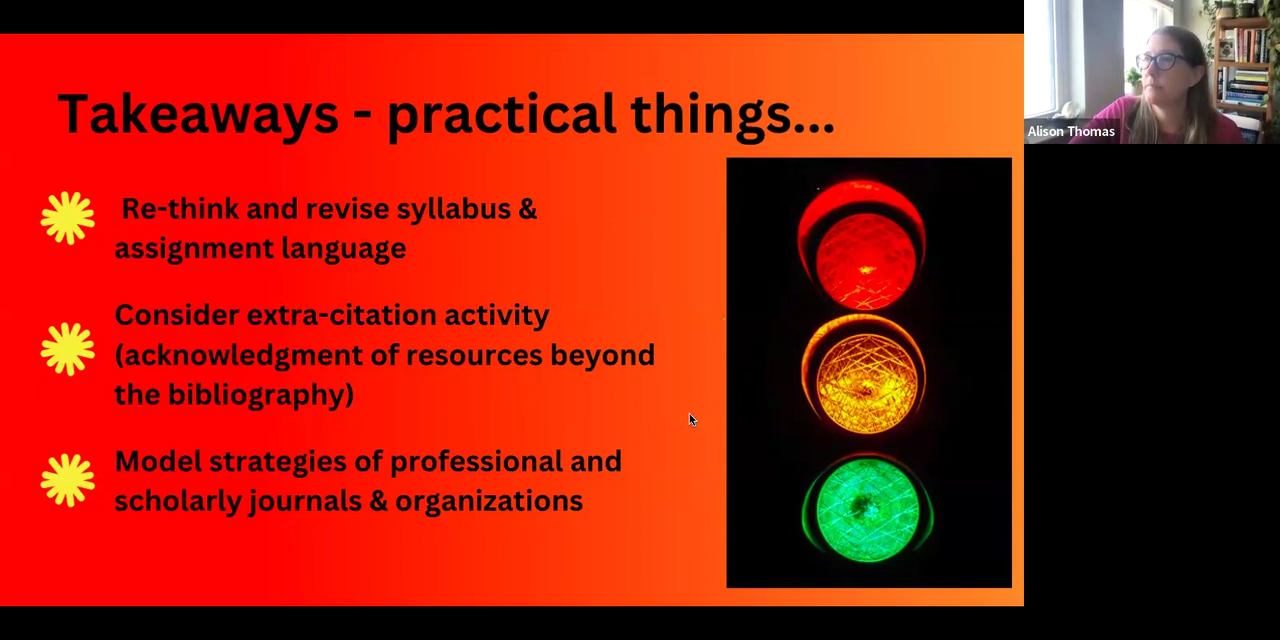 Takeaways - practical things...
Re-think and revise syllabus &
assignment language
Consider extra-citation activity
(acknowledgment of resources beyond
the bibliography)
Model strategies of professional and
scholarly journals & organizations
Alison Thomas